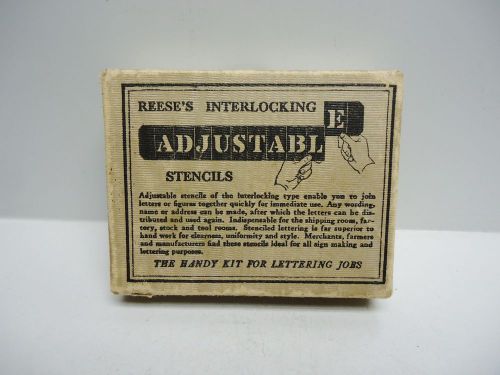 REESE'S INTERLOCKING
ADJUSTABLE
STENCILS
Adjustable stencils of the interlocking type enable you to join
letters or figures together quickly for immediate use. Any wording,
name or address can be made, after which the letters can be dis-
tributed and used again. Indispensable for the shipping room, fac-
tory, stock and tool rooms. Stenciled lettering is far superior to
hand work for clearness, uniformity and style. Merchants, farmers
and manufacturers find these stencils ideal for all sign making and
lettering purposes.
THE HANDY KIT FOR LETTERING JOBS